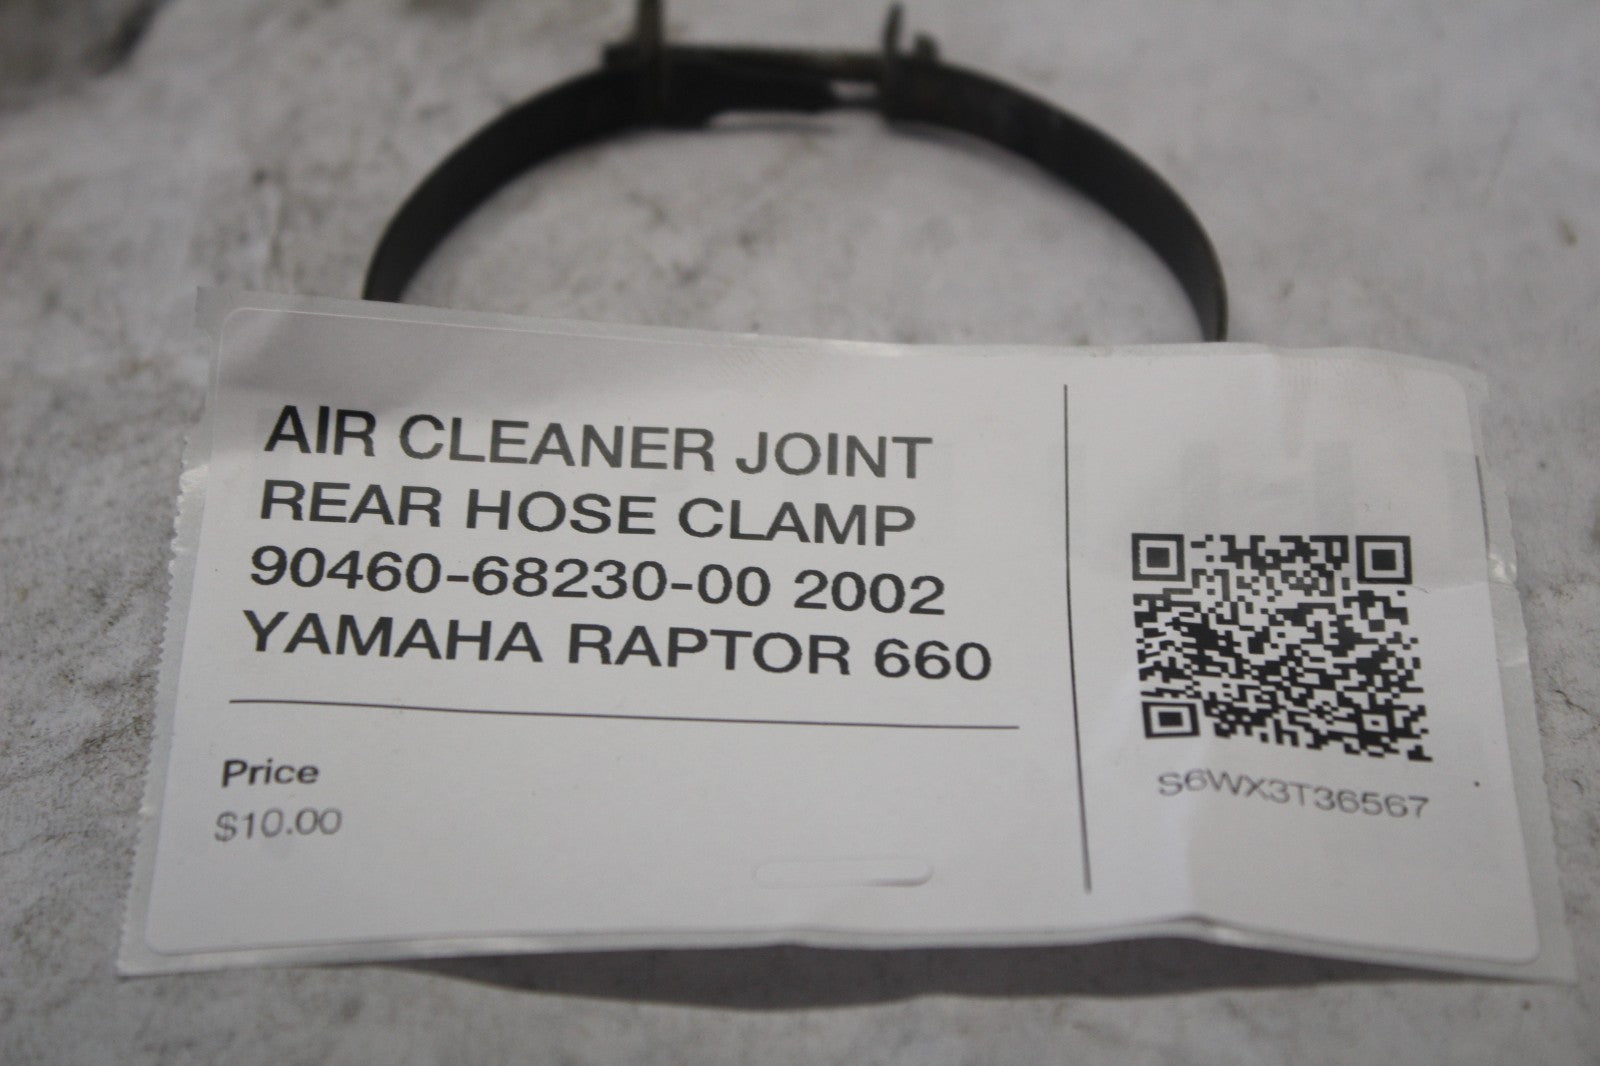 AIR CLEANER JOINT
REAR HOSE CLAMP
90460-68230-00 2002
YAMAHA RAPTOR 660
Price
$10.00
S6WX3T36567